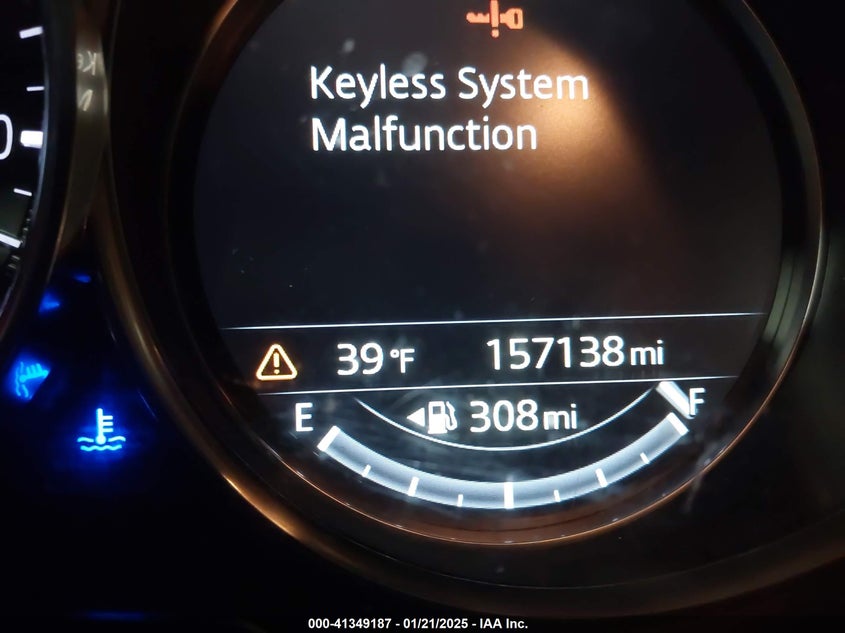 Keyless System
Malfunction
39°F 157138 mi
E 308 mi F
000-41349187 - 01/21/2025 - IAA Inc.